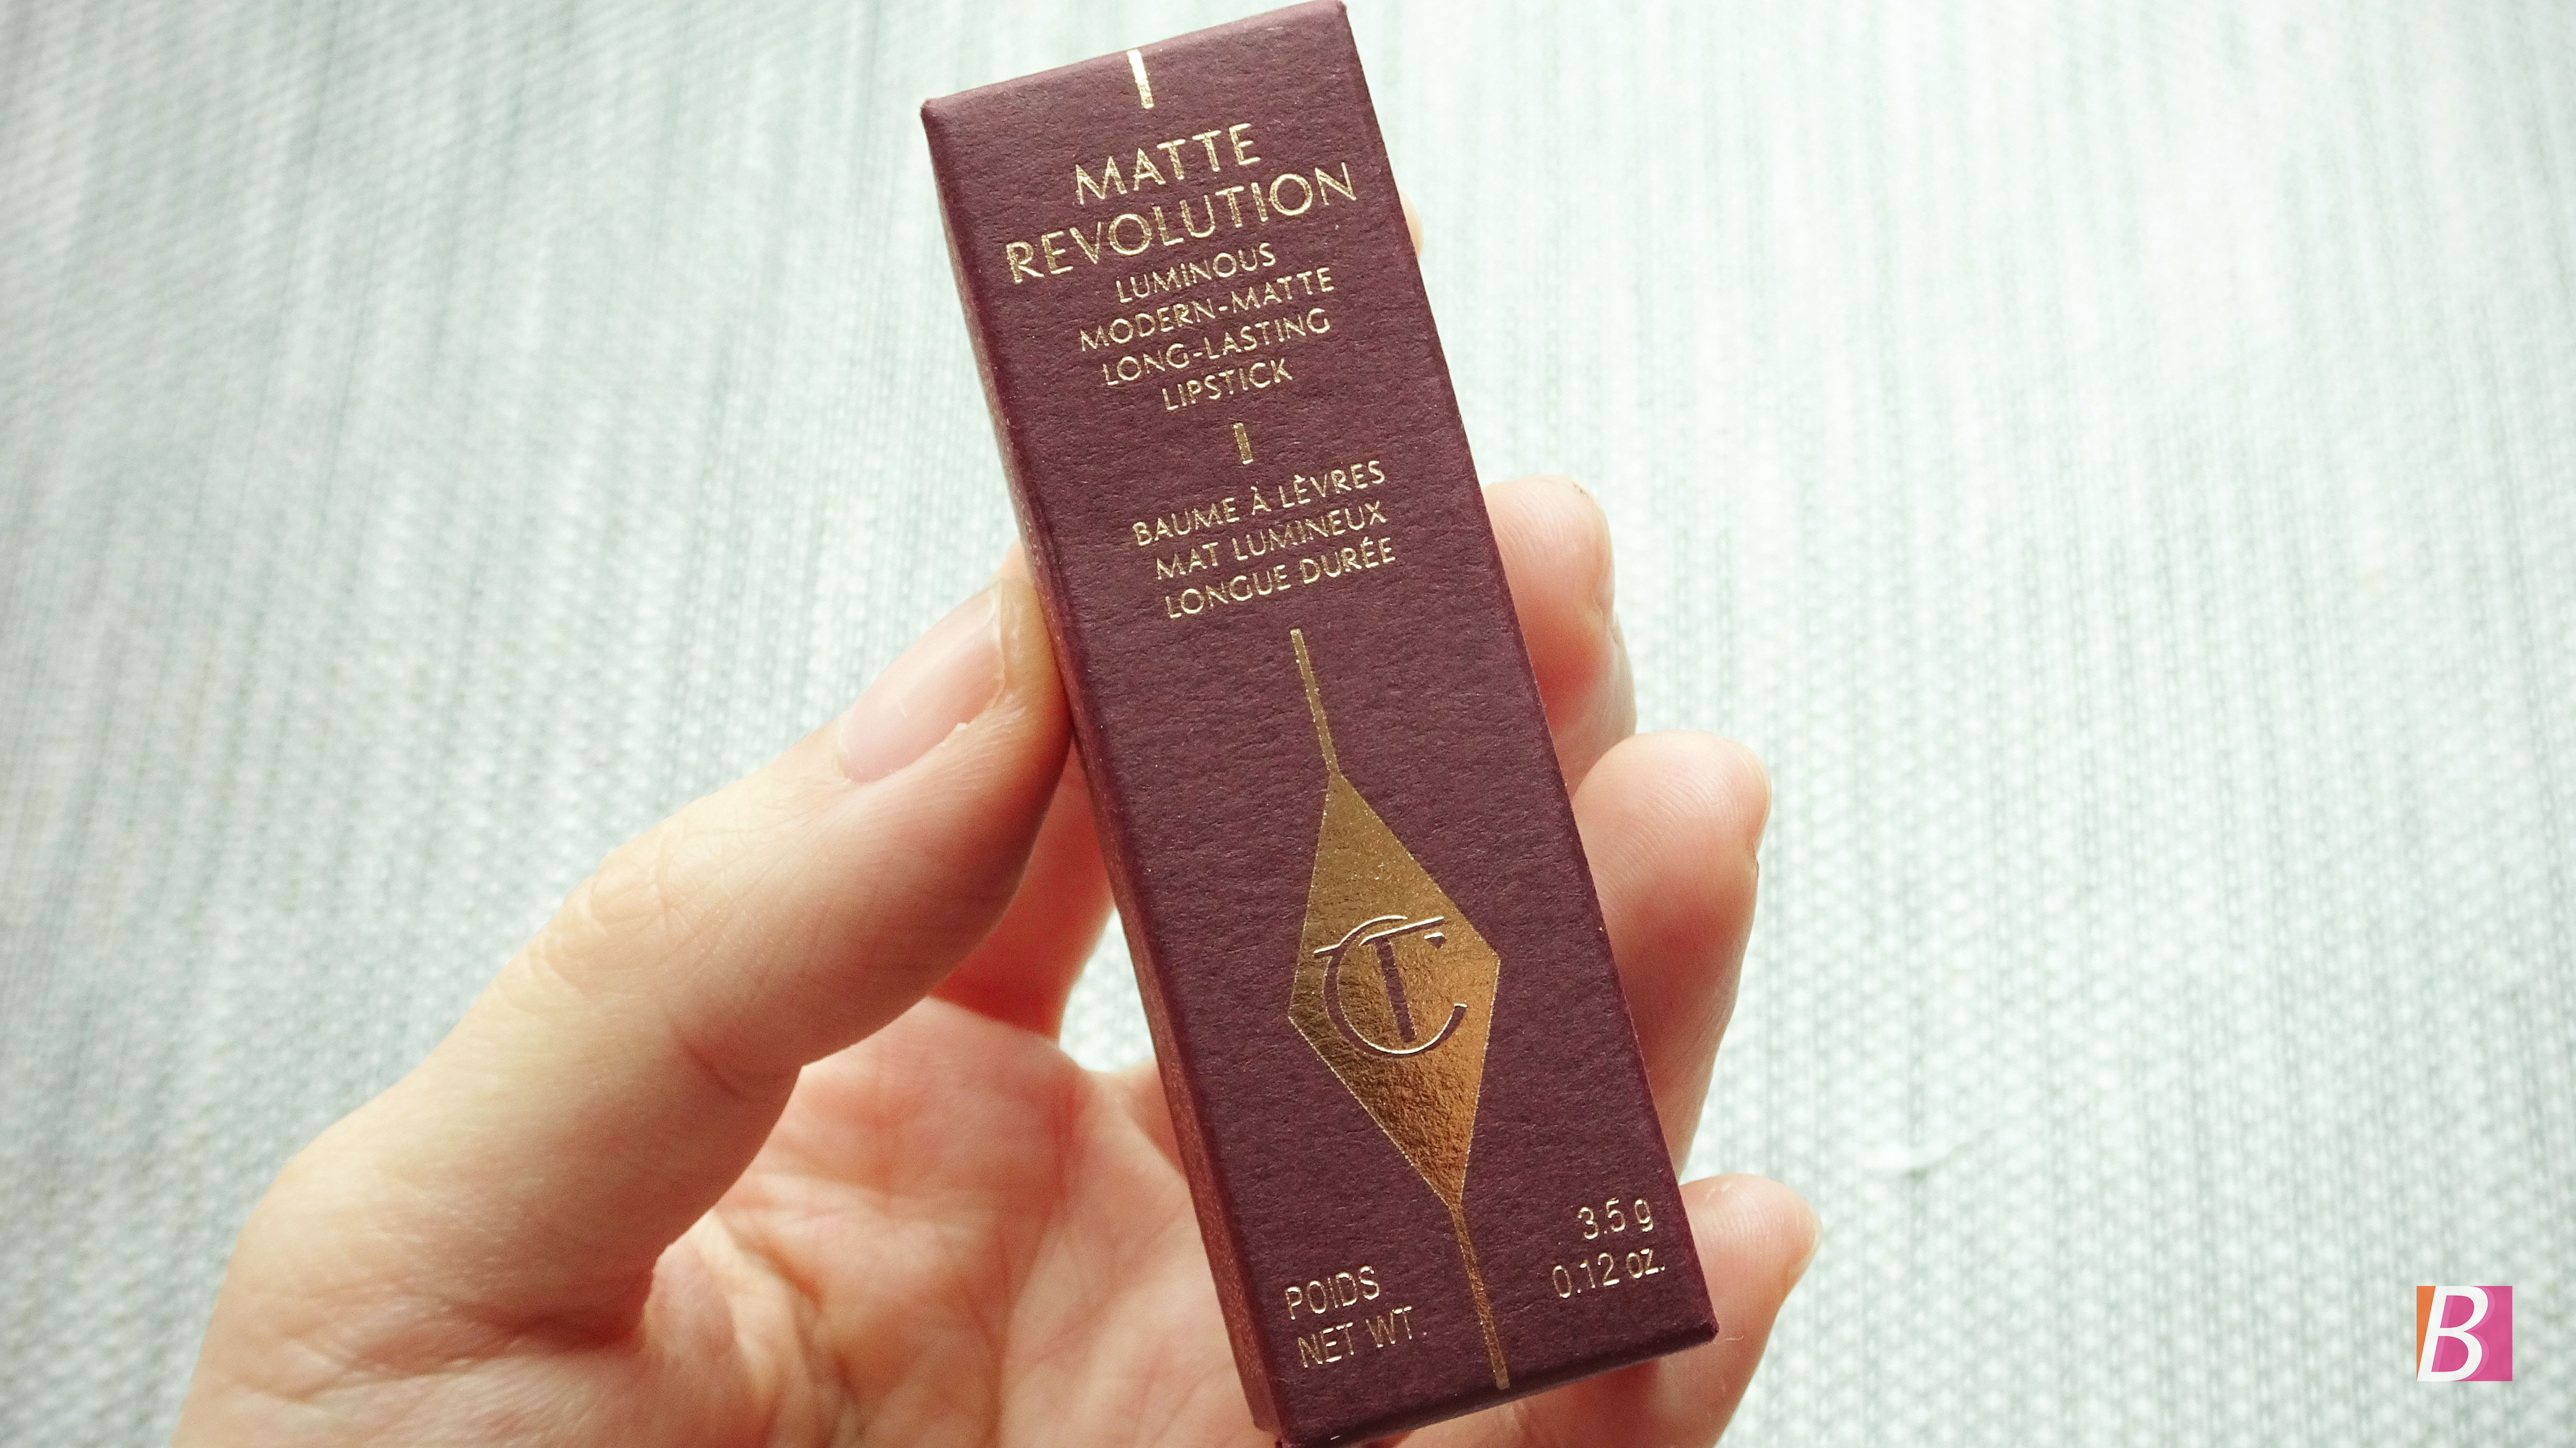 MATTE
REVOLUTION
LUMINOUS
MODERN-MATTE
LONG-LASTING
LIPSTICK
BAUME À LÈVRES
MAT LUMINEUX
LONGUE DURÉE
CT
POIDS
NET WT.
3.5 g
0.12 oz.
B